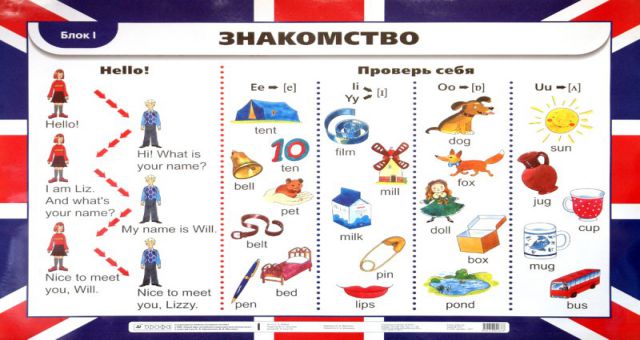 Блок I
ЗНАКОМСТВО
Hello!
Hello!
Hi! What is
your name?
I am Liz.
And what's
your name?
My name is Will.
Nice to meet
you, Will.
Nice to meet
you, Lizzy.
Проверь себя
Ee → [e]
tent
10
ten
bell
pet
belt
bed
pen
Ii
Yy
[ɪ]
film
mill
milk
pin
lips
Oo → [ɒ]
dog
fox
doll
box
pond
Uu → [ʌ]
sun
jug
cup
mug
bus
ДРОФА